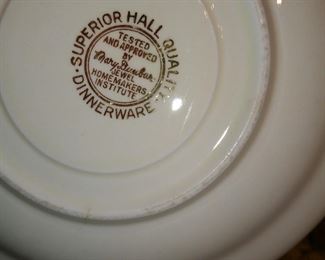 · SUPERIOR HALL QUALITY ·
DINNERWARE
TESTED
AND APPROVED
BY
Mary Dunbar
JEWEL
HOMEMAKERS
INSTITUTE